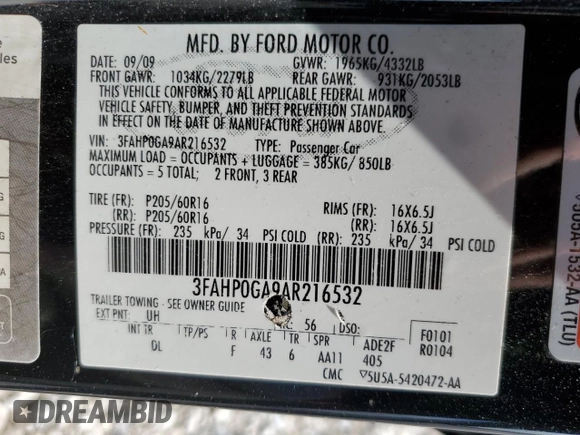 MFD. BY FORD MOTOR CO.
DATE: 09/09 GVWR: 1965KG/4332LB
FRONT GAWR: 1034KG/2279LB REAR GAWR: 931KG/2053LB
THIS VEHICLE CONFORMS TO ALL APPLICABLE FEDERAL MOTOR
VEHICLE SAFETY, BUMPER, AND THEFT PREVENTION STANDARDS
IN EFFECT ON THE DATE OF MANUFACTURE SHOWN ABOVE.
VIN: 3FAHP0GA9AR216532 TYPE: Passenger Car
MAXIMUM LOAD = OCCUPANTS + LUGGAGE = 385KG/850LB
OCCUPANTS = 5 TOTAL; 2 FRONT, 3 REAR
TIRE (FR): P205/60R16 RIMS (FR): 16X6.5J
(RR): P205/60R16 (RR): 16X6.5J
PRESSURE (FR): 235 kPa/ 34 PSI COLD (RR): 235 kPa/ 34 PSI COLD
3FAHP0GA9AR216532
TRAILER TOWING - SEE OWNER GUIDE
EXT PNT: UH 56 DSO: F0101
INT TR TP/PS R AXLE TR SPR ADE2F R0104
DL F 43 6 AA11 405
CMC 5U5A-5420472-AA
les
G
G
A
5U5A-1532-AA (TLU)
DREAMBID